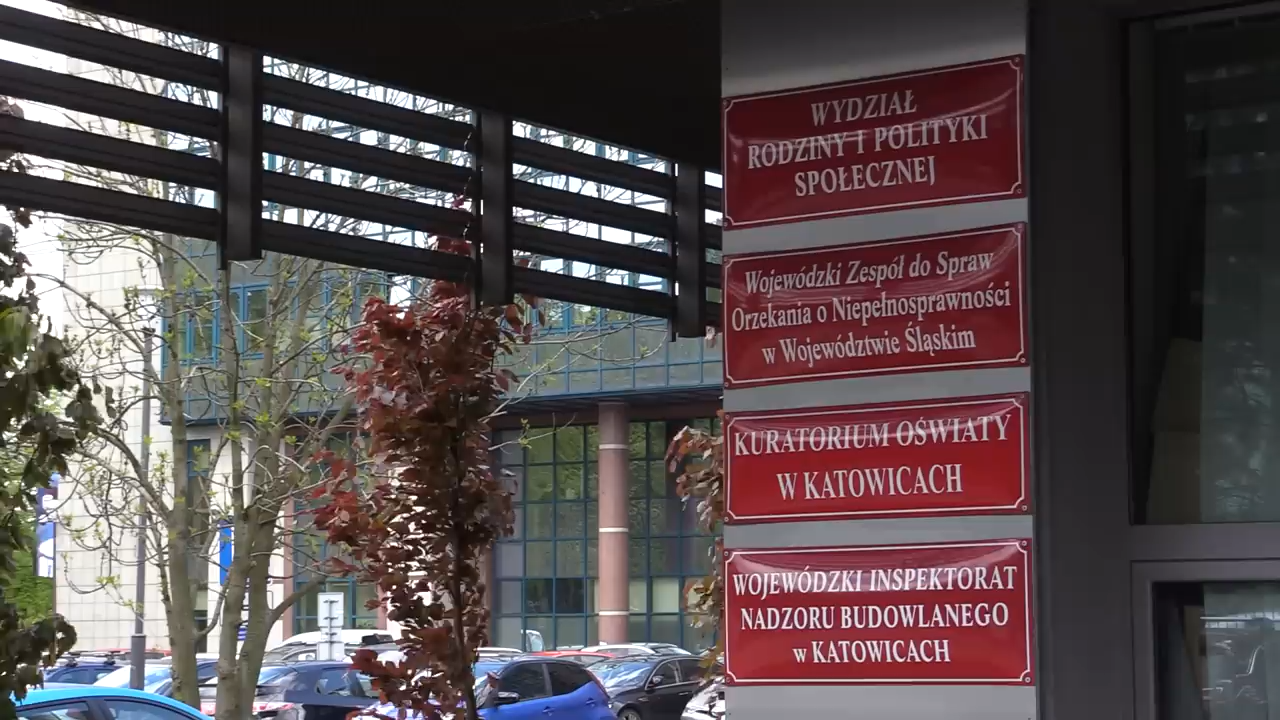 WYDZIAŁ
RODZINY I POLITYKI
SPOŁECZNEJ
Wojewódzki Zespół do Spraw
Orzekania o Niepełnosprawności
w Województwie Śląskim
KURATORIUM OŚWIATY
W KATOWICACH
WOJEWÓDZKI INSPEKTORAT
NADZORU BUDOWLANEGO
w KATOWICACH